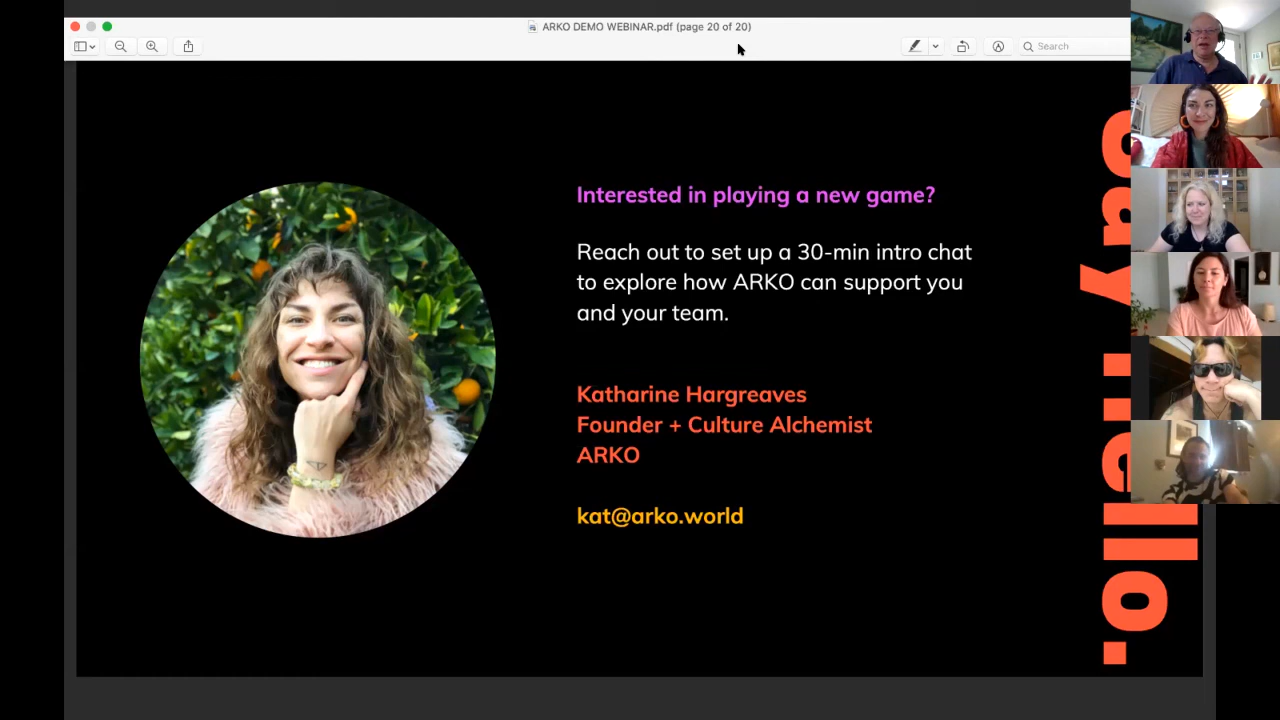 ARKO DEMO WEBINAR.pdf (page 20 of 20)
Search
Interested in playing a new game?
Reach out to set up a 30-min intro chat
to explore how ARKO can support you
and your team.
Katharine Hargreaves
Founder + Culture Alchemist
ARKO
kat@arko.world
Say hello.